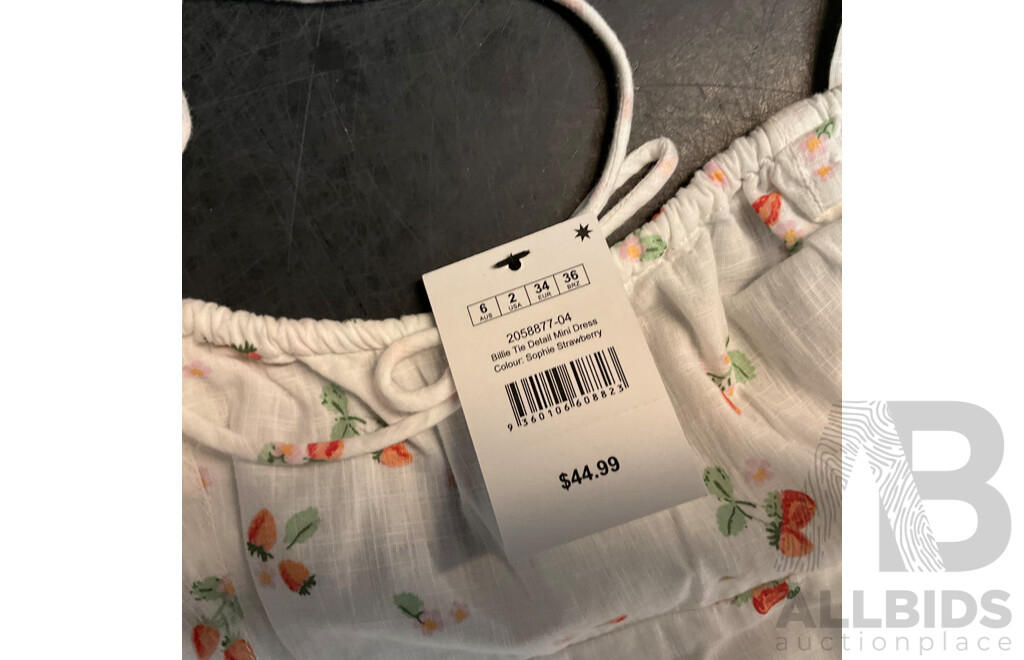 6 2 34 36
AUS USA EUR BRZ
2058877-04
Billie Tie Detail Mini Dress
Colour: Sophie Strawberry
9 360106 608823
$44.99
AB
ALLBIDS
auctionplace